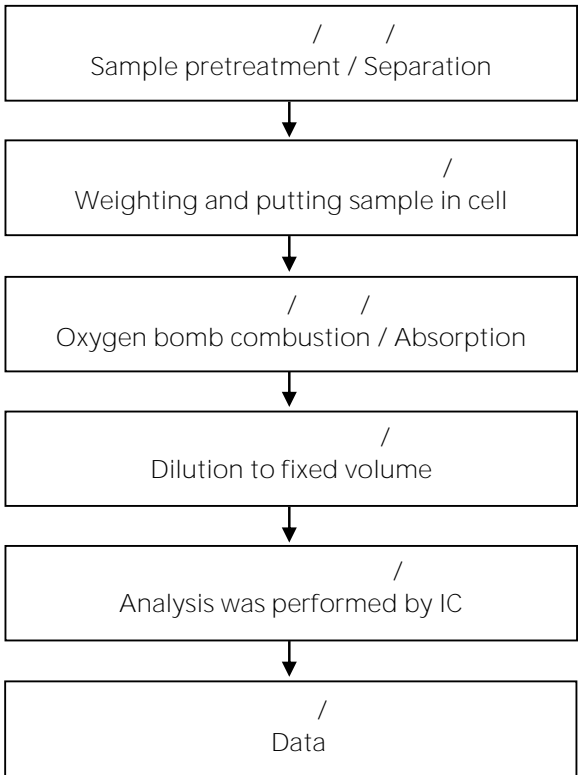 / /
Sample pretreatment / Separation
/
Weighting and putting sample in cell
/ /
Oxygen bomb combustion / Absorption
/
Dilution to fixed volume
/
Analysis was performed by IC
/
Data